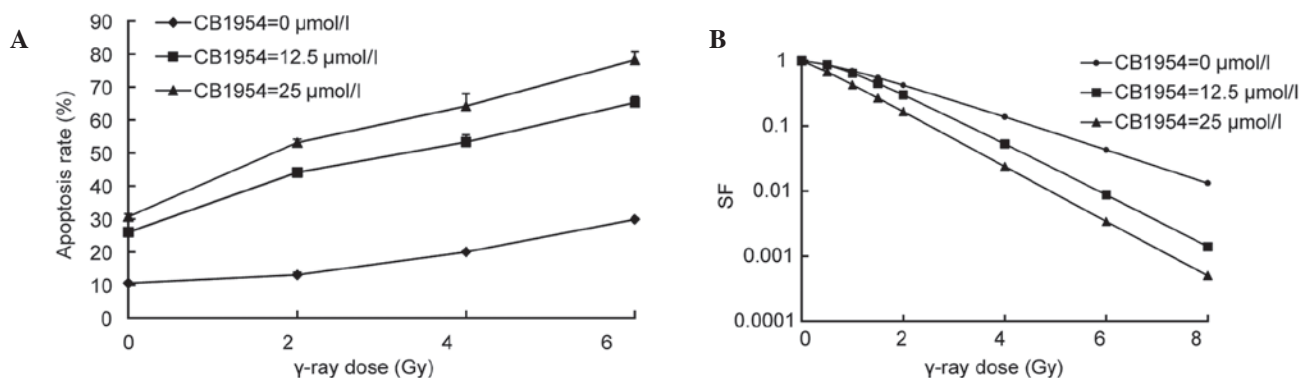 A
CB1954=0 μmol/l
CB1954=12.5 μmol/l
CB1954=25 μmol/l
90
80
70
60
50
40
30
20
10
0
Apoptosis rate (%)
0
2
4
6
γ-ray dose (Gy)
B
CB1954=0 μmol/l
CB1954=12.5 μmol/l
CB1954=25 μmol/l
1
0.1
0.01
0.001
0.0001
SF
0
2
4
6
8
γ-ray dose (Gy)